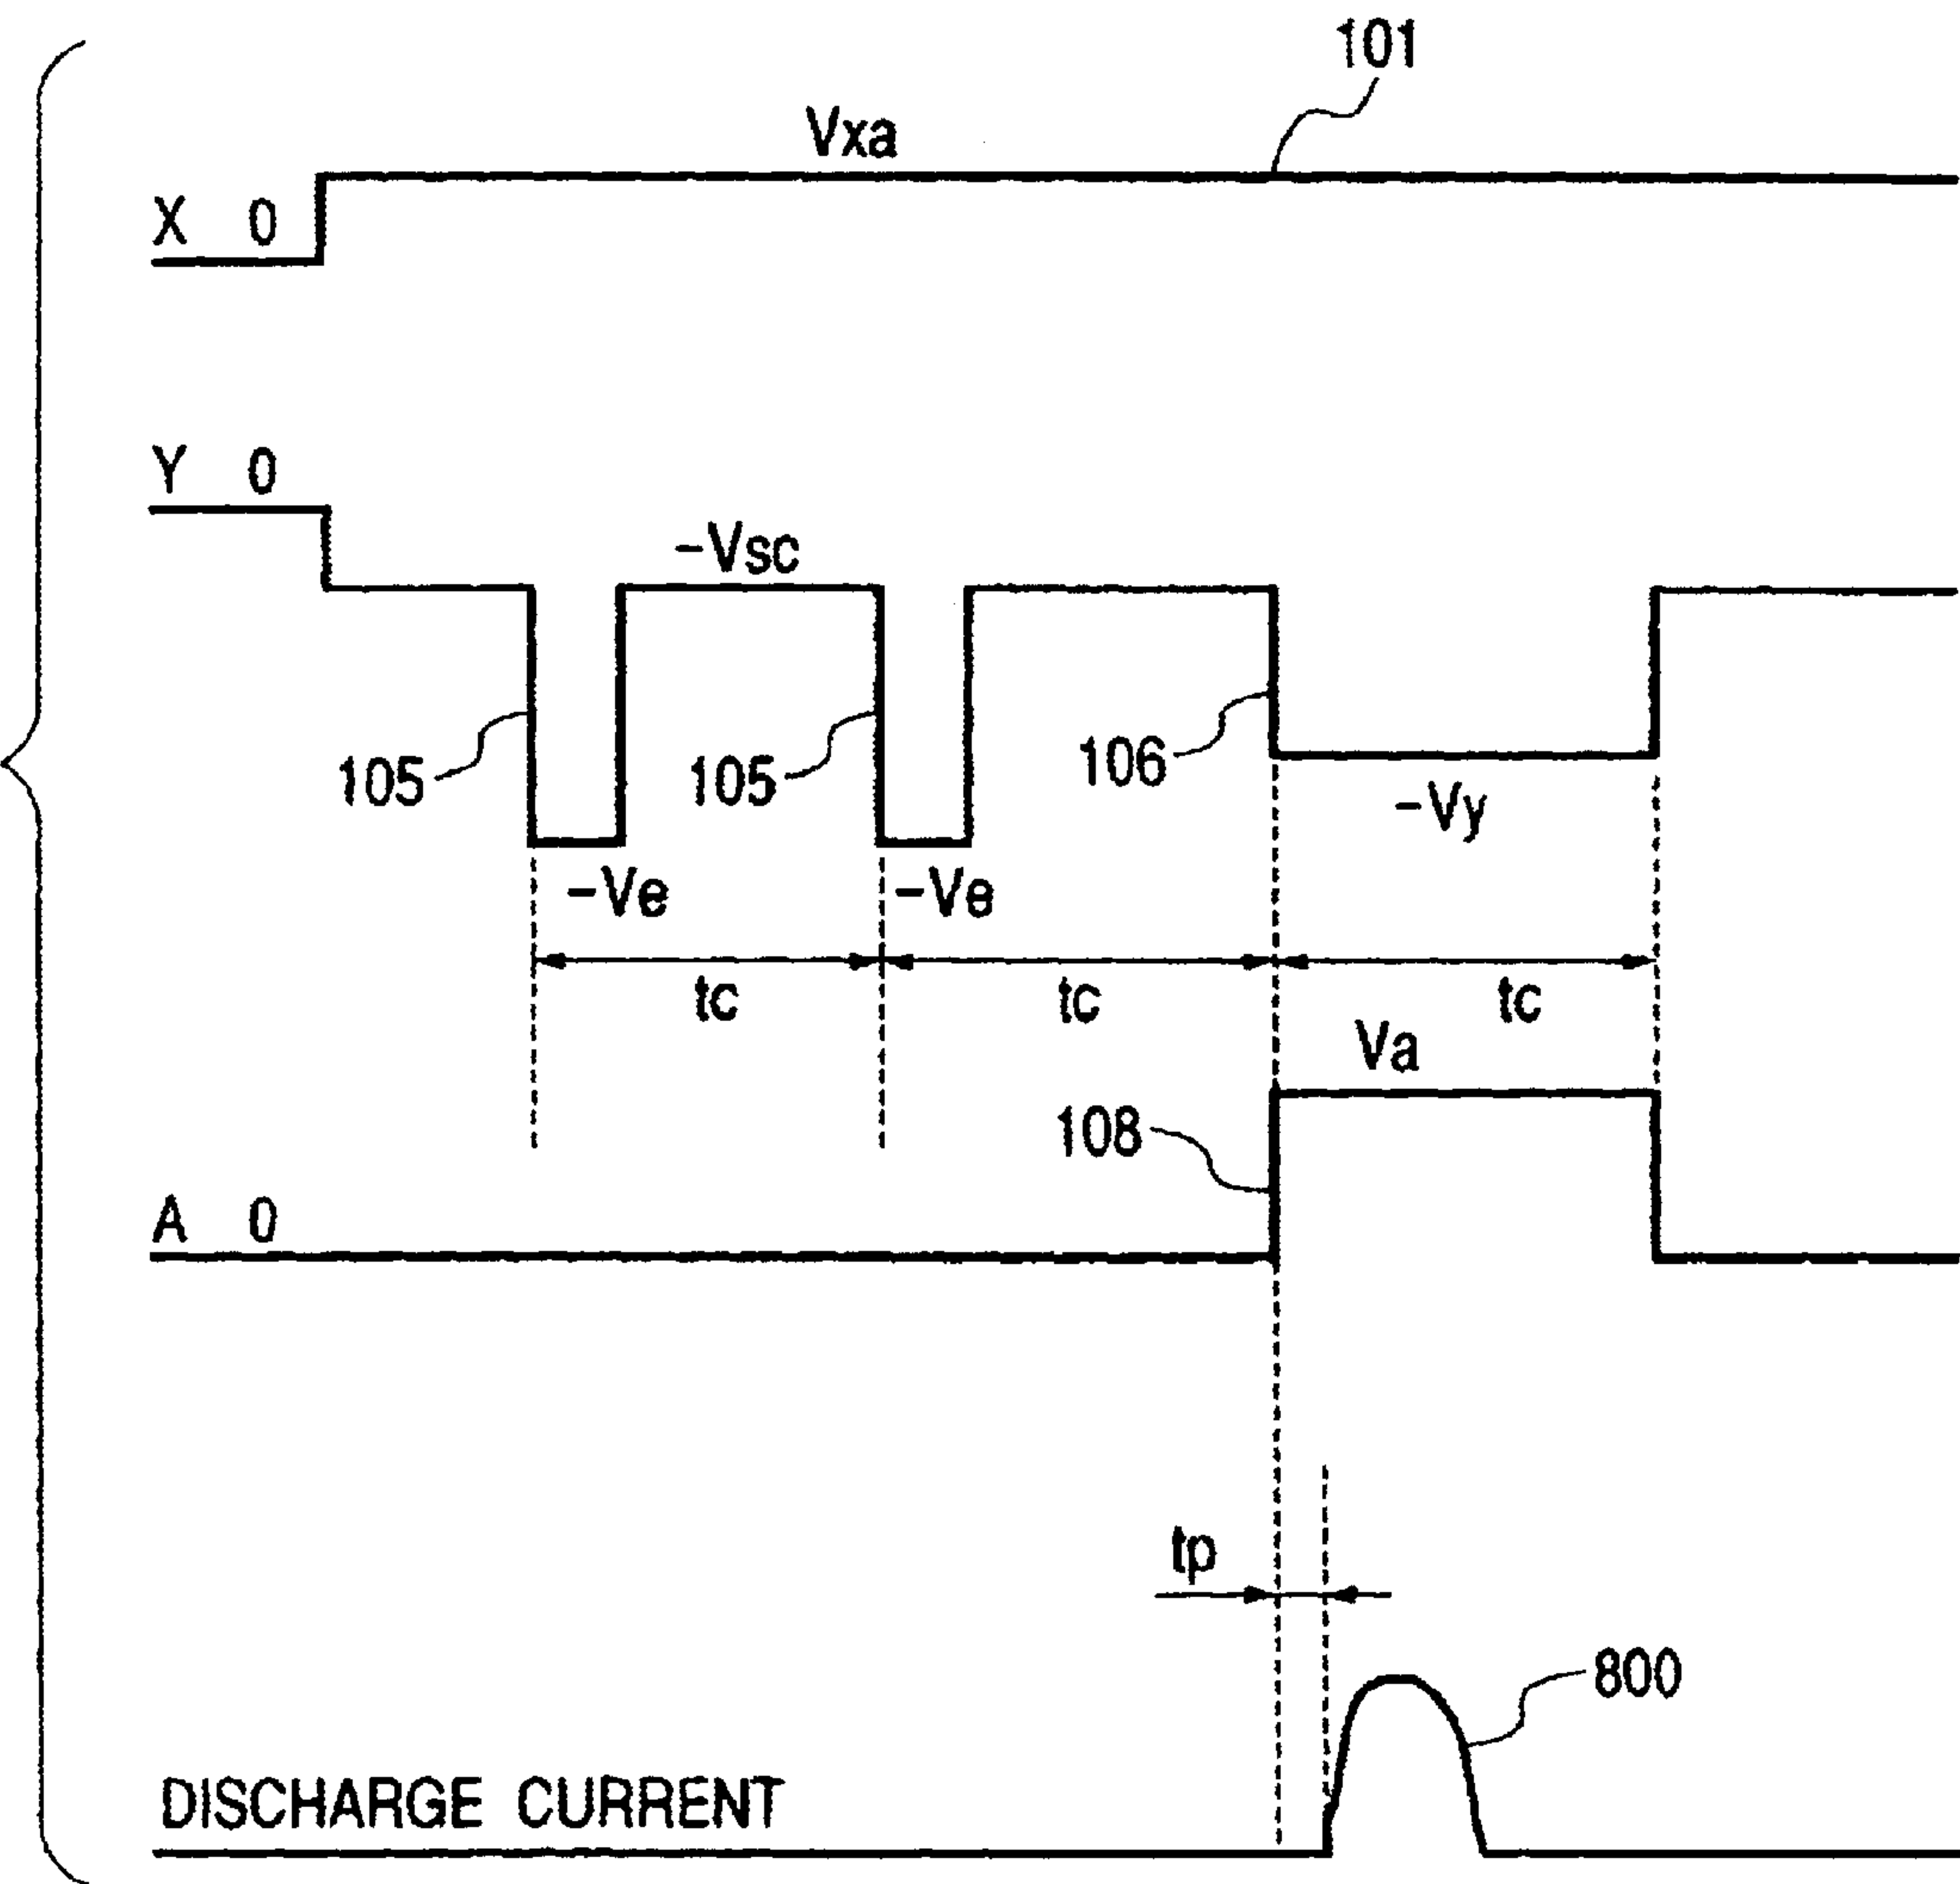 101
Vxa
X 0
Y 0
-Vsc
105
105
106
-Vy
-Ve
-Ve
tc
tc
tc
Va
108
A 0
tp
800
DISCHARGE CURRENT